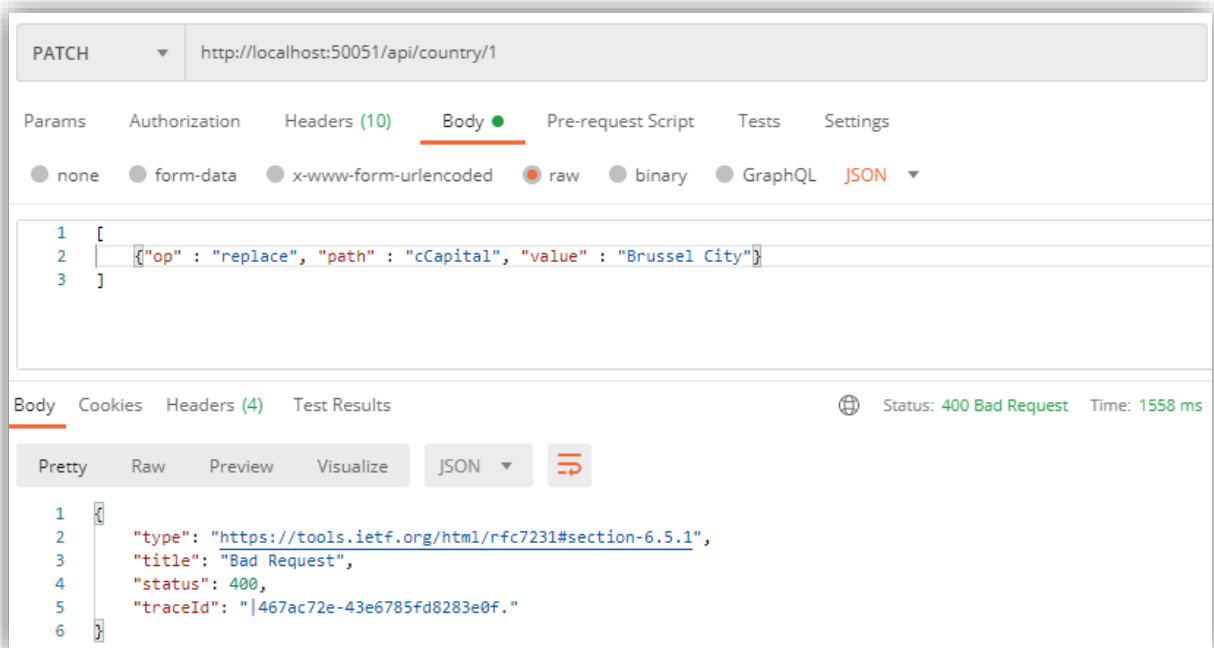 PATCH http://localhost:50051/api/country/1
Params Authorization Headers (10) Body Pre-request Script Tests Settings
none form-data x-www-form-urlencoded raw binary GraphQL JSON
1 [
2 {"op" : "replace", "path" : "cCapital", "value" : "Brussel City"}
3 ]
Body Cookies Headers (4) Test Results Status: 400 Bad Request Time: 1558 ms
Pretty Raw Preview Visualize JSON
1 {
2 "type": "https://tools.ietf.org/html/rfc7231#section-6.5.1",
3 "title": "Bad Request",
4 "status": 400,
5 "traceId": "|467ac72e-43e6785fd8283e0f."
6 }